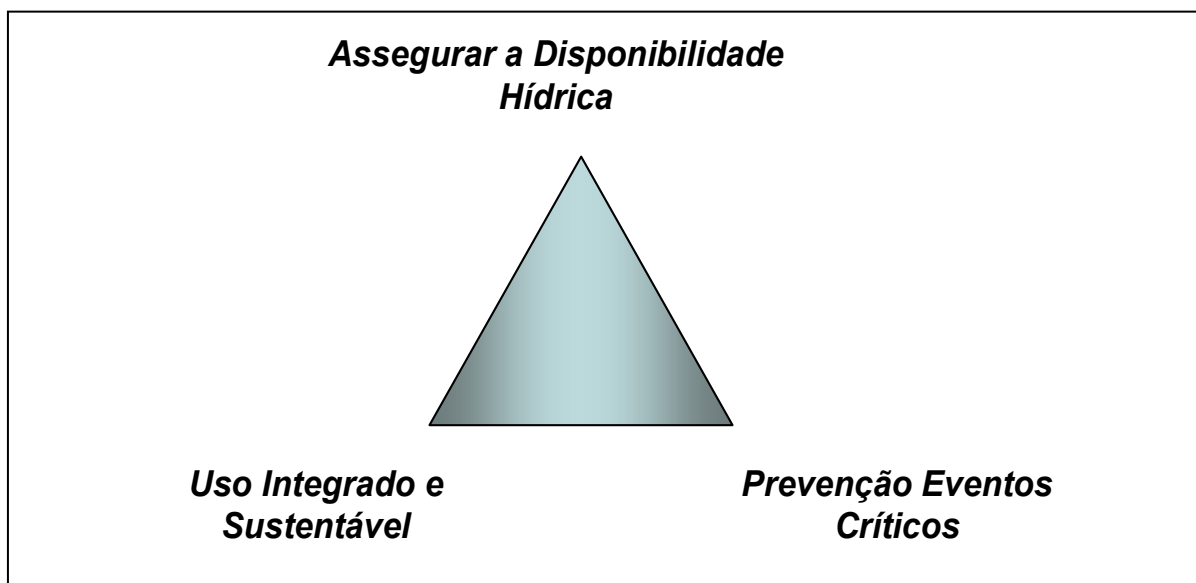 Assegurar a Disponibilidade
Hídrica
Uso Integrado e
Sustentável
Prevenção Eventos
Críticos